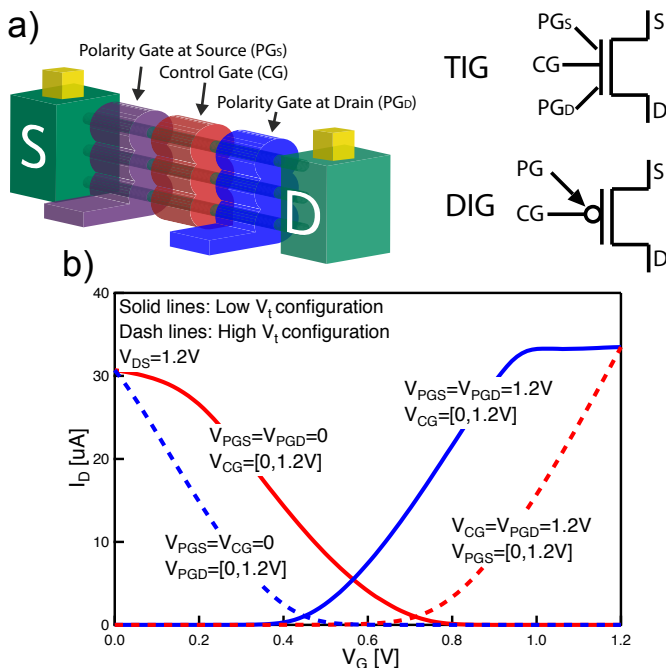 a)
Polarity Gate at Source (PGs)
Control Gate (CG)
Polarity Gate at Drain (PGD)
S
D
TIG
PGS
CG
PGD
S
D
DIG
PG
CG
S
D
b)
Solid lines: Low Vt configuration
Dash lines: High Vt configuration
VDS=1.2V
VPGS=VPGD=0
VCG=[0,1.2V]
VPGS=VPGD=1.2V
VCG=[0,1.2V]
VPGS=VCG=0
VPGD=[0,1.2V]
VCG=VPGD=1.2V
VPGS=[0,1.2V]
ID [uA]
40
30
20
10
0
0.0 0.2 0.4 0.6 0.8 1.0 1.2
VG [V]